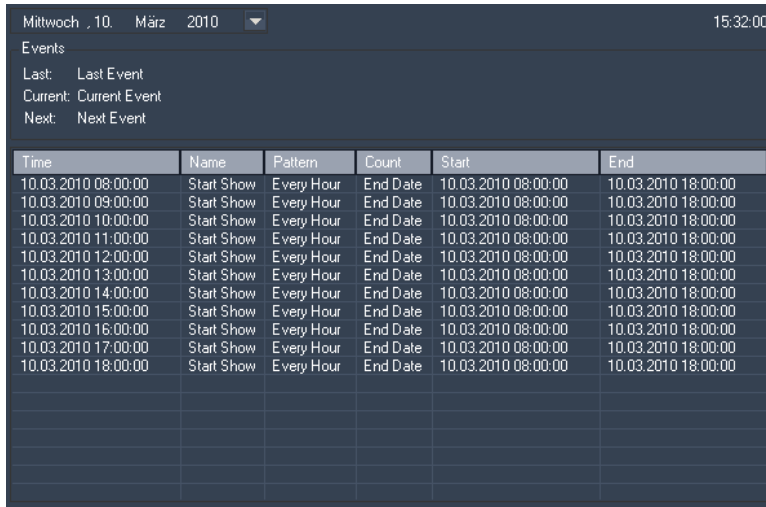 Mittwoch , 10. März 2010 15:32:00
Events
Last: Last Event
Current: Current Event
Next: Next Event
Time Name Pattern Count Start End
10.03.2010 08:00:00 Start Show Every Hour End Date 10.03.2010 08:00:00 10.03.2010 18:00:00
10.03.2010 09:00:00 Start Show Every Hour End Date 10.03.2010 08:00:00 10.03.2010 18:00:00
10.03.2010 10:00:00 Start Show Every Hour End Date 10.03.2010 08:00:00 10.03.2010 18:00:00
10.03.2010 11:00:00 Start Show Every Hour End Date 10.03.2010 08:00:00 10.03.2010 18:00:00
10.03.2010 12:00:00 Start Show Every Hour End Date 10.03.2010 08:00:00 10.03.2010 18:00:00
10.03.2010 13:00:00 Start Show Every Hour End Date 10.03.2010 08:00:00 10.03.2010 18:00:00
10.03.2010 14:00:00 Start Show Every Hour End Date 10.03.2010 08:00:00 10.03.2010 18:00:00
10.03.2010 15:00:00 Start Show Every Hour End Date 10.03.2010 08:00:00 10.03.2010 18:00:00
10.03.2010 16:00:00 Start Show Every Hour End Date 10.03.2010 08:00:00 10.03.2010 18:00:00
10.03.2010 17:00:00 Start Show Every Hour End Date 10.03.2010 08:00:00 10.03.2010 18:00:00
10.03.2010 18:00:00 Start Show Every Hour End Date 10.03.2010 08:00:00 10.03.2010 18:00:00